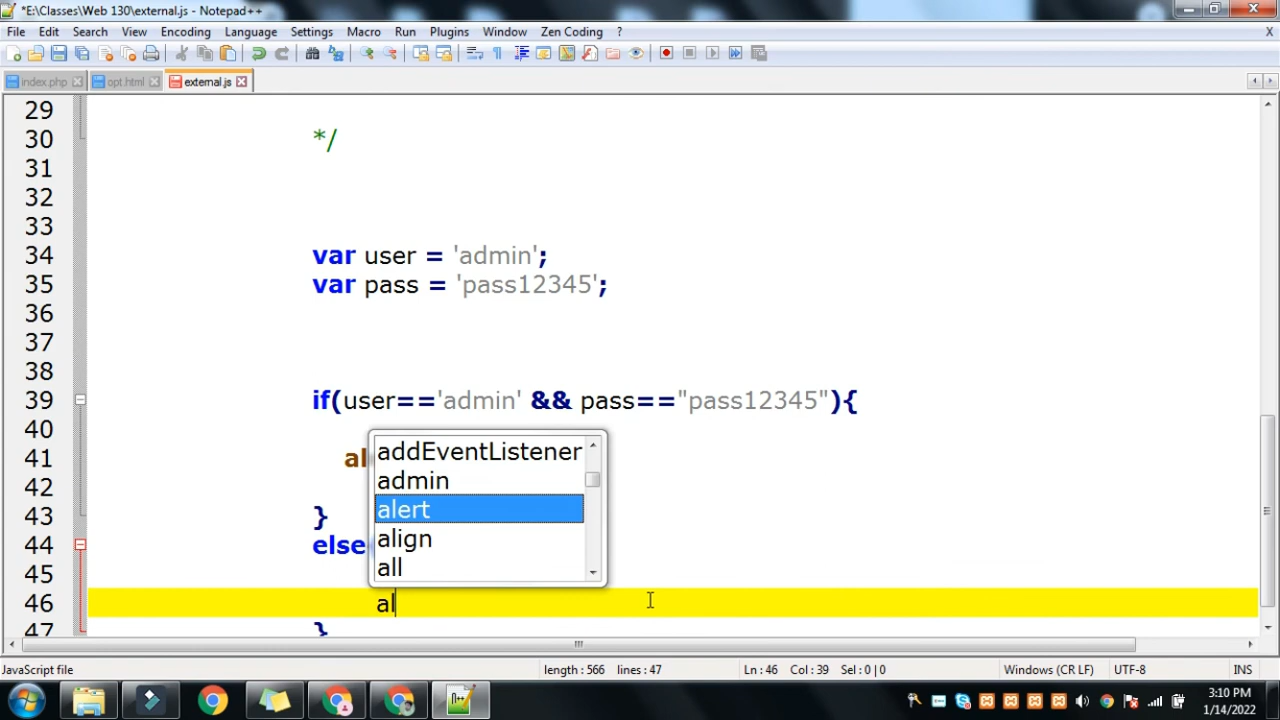 *E:\Classes\Web 130\external.js - Notepad++
File Edit Search View Encoding Language Settings Macro Run Plugins Window Zen Coding ? X
index.php opt.html external.js
29
30 */
31
32
33
34 var user = 'admin';
35 var pass = 'pass12345';
36
37
38
39 if(user=='admin' && pass=="pass12345"){
40
addEventListener
41 al
admin
42
alert
43 }
align
44 else
all
45
46 al
47 }
JavaScript file length : 566 lines : 47 Ln : 46 Col : 39 Sel : 0 | 0 Windows (CR LF) UTF-8 INS
3:10 PM
1/14/2022